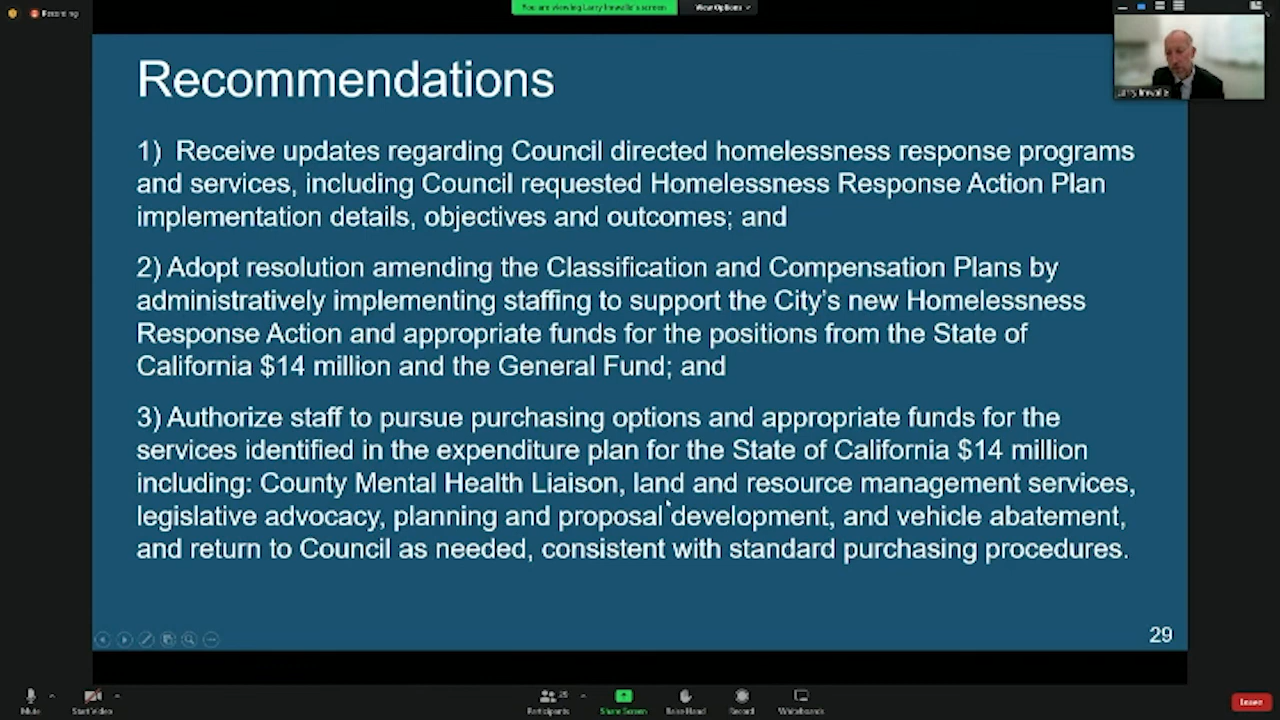 Recording
You are viewing Larry Imwalle's screen
View Options
Larry Imwalle
Recommendations
1) Receive updates regarding Council directed homelessness response programs
and services, including Council requested Homelessness Response Action Plan
implementation details, objectives and outcomes; and
2) Adopt resolution amending the Classification and Compensation Plans by
administratively implementing staffing to support the City's new Homelessness
Response Action and appropriate funds for the positions from the State of
California $14 million and the General Fund; and
3) Authorize staff to pursue purchasing options and appropriate funds for the
services identified in the expenditure plan for the State of California $14 million
including: County Mental Health Liaison, land and resource management services,
legislative advocacy, planning and proposal development, and vehicle abatement,
and return to Council as needed, consistent with standard purchasing procedures.
29
Mute
Start Video
Participants
25
Share Screen
Raise Hand
Record
Whiteboards
Leave